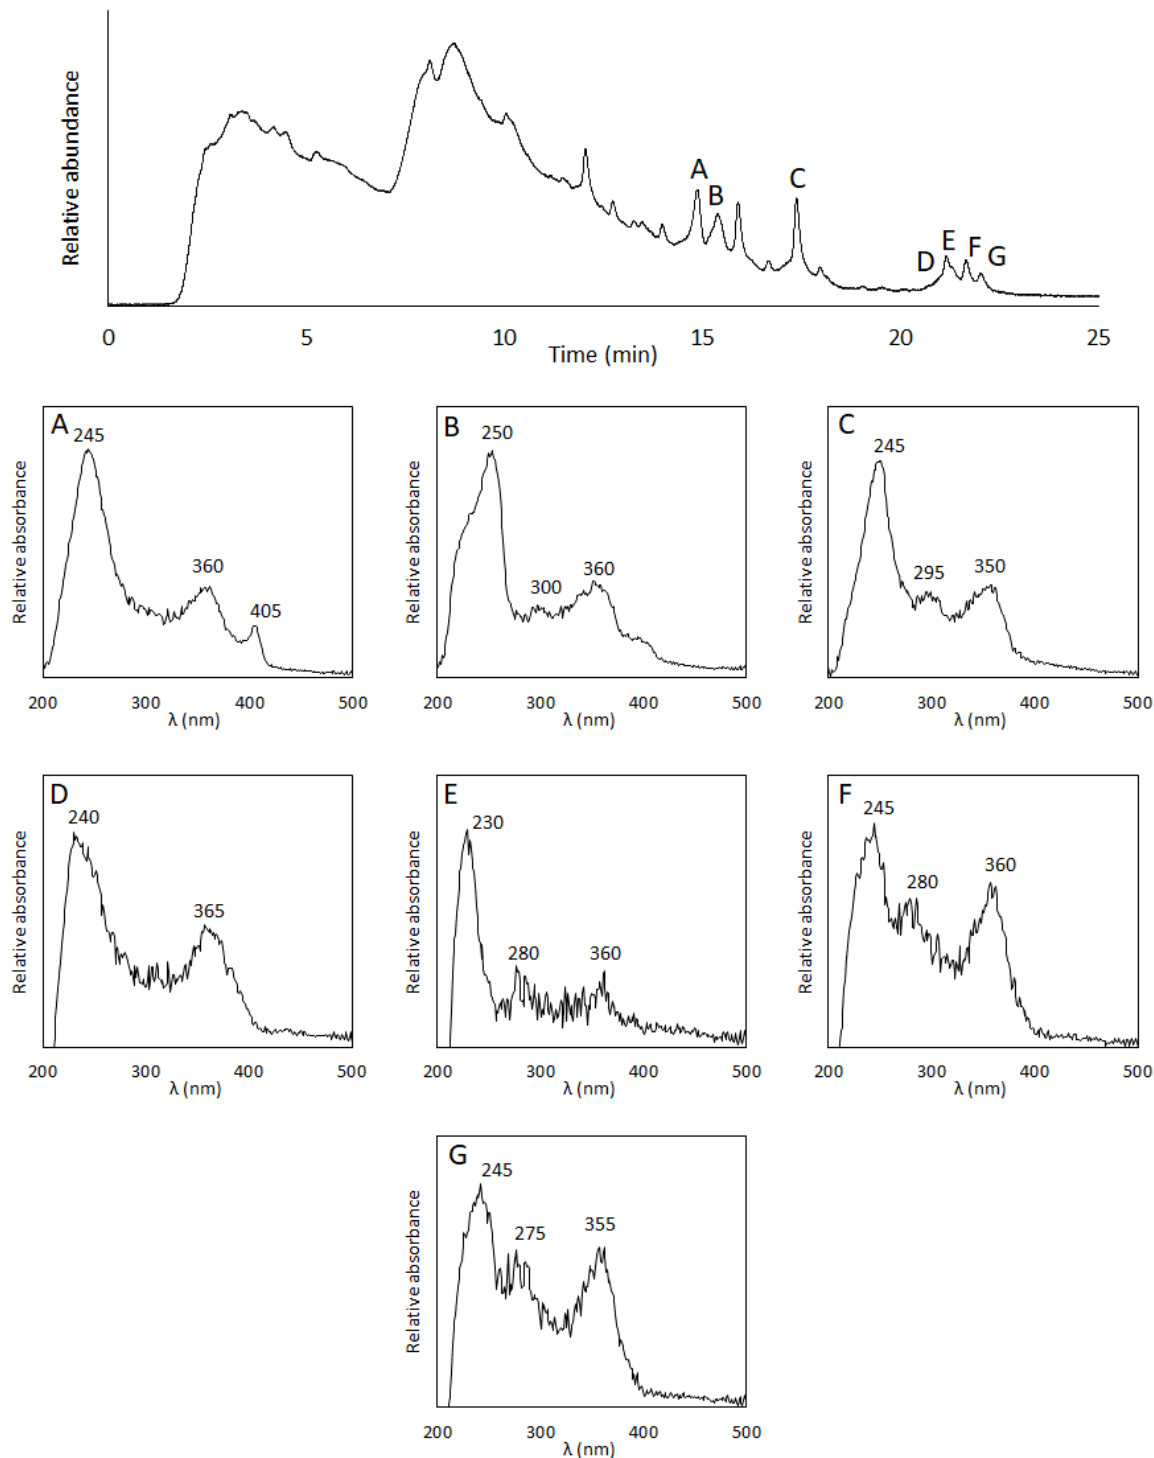 Relative abundance
A
B
C
D
E
F
G
0 5 10 15 20 25
Time (min)
A
245
360
405
Relative absorbance
200 300 400 500
λ (nm)
B
250
300
360
Relative absorbance
200 300 400 500
λ (nm)
C
245
295
350
Relative absorbance
200 300 400 500
λ (nm)
D
240
365
Relative absorbance
200 300 400 500
λ (nm)
E
230
280
360
Relative absorbance
200 300 400 500
λ (nm)
F
245
280
360
Relative absorbance
200 300 400 500
λ (nm)
G
245
275
355
Relative absorbance
200 300 400 500
λ (nm)